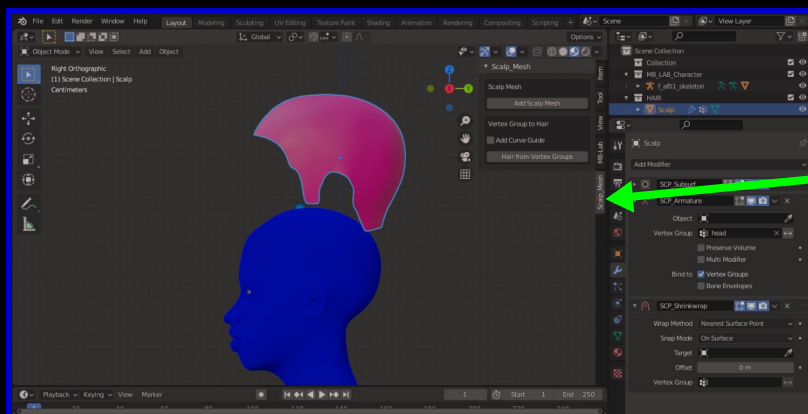 File Edit Render Window Help Layout Modeling Sculpting UV Editing Texture Paint Shading Animation Rendering Compositing Scripting + Scene View Layer
Global Options
Object Mode View Select Add Object
Right Orthographic
(1) Scene Collection | Scalp
Centimeters
Scalp_Mesh
Scalp Mesh
Add Scalp Mesh
Vertex Group to Hair
Add Curve Guide
Hair from Vertex Groups
Item
Tool
View
MB-Lab
Scalp_Mesh
Scene Collection
Collection
MB_LAB_Character
f_af01_skeleton
HAIR
Scalp
Scalp
Add Modifier
SCP_Subsurf
SCP_Armature
Object
Vertex Group head
Preserve Volume
Multi Modifier
Bind to Vertex Groups
Bone Envelopes
SCP_Shrinkwrap
Wrap Method Nearest Surface Point
Snap Mode On Surface
Target
Offset 0 m
Vertex Group
Playback Keying View Marker 1 Start 1 End 250